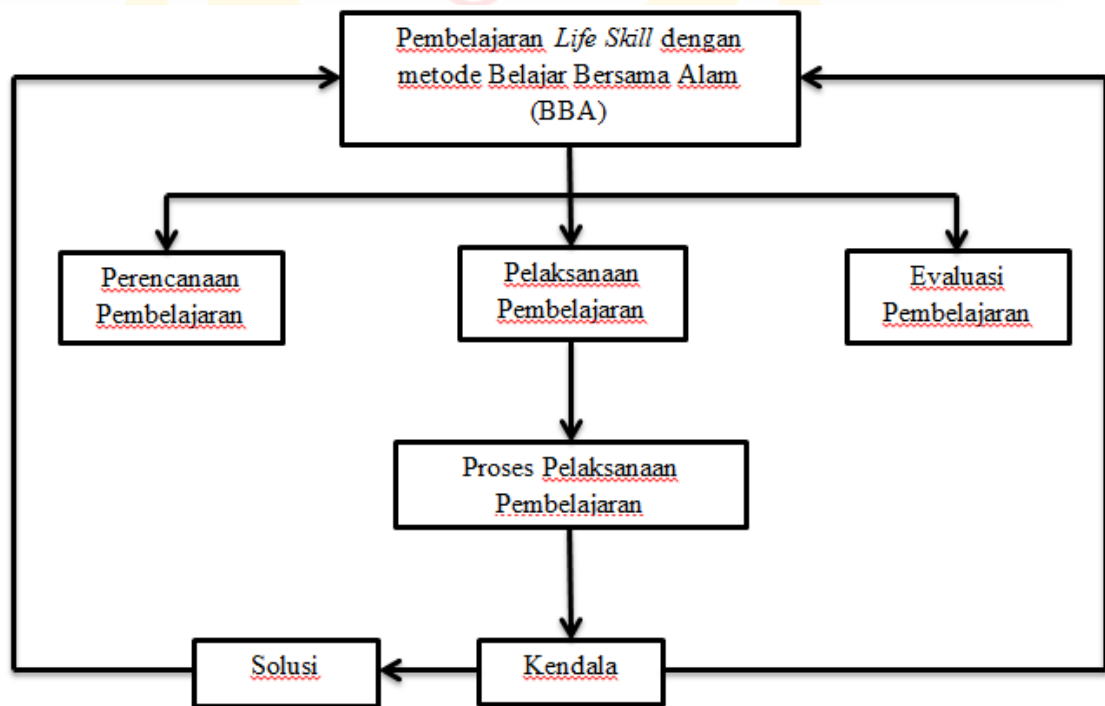 Pembelajaran Life Skill dengan
metode Belajar Bersama Alam
(BBA)
Perencanaan
Pembelajaran
Pelaksanaan
Pembelajaran
Evaluasi
Pembelajaran
Proses Pelaksanaan
Pembelajaran
Solusi
Kendala